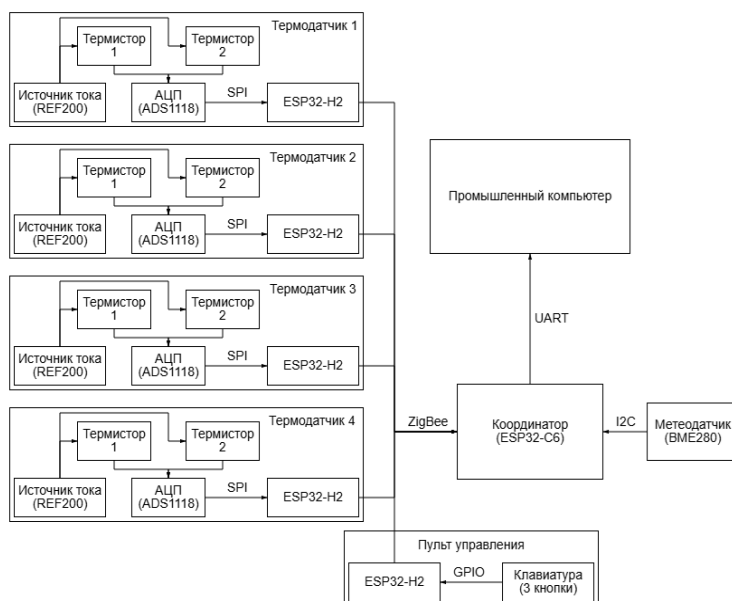 Термодатчик 1
Термистор
1
Термистор
2
Источник тока
(REF200)
АЦП
(ADS1118)
SPI
ESP32-H2
Термодатчик 2
Термистор
1
Термистор
2
Источник тока
(REF200)
АЦП
(ADS1118)
SPI
ESP32-H2
Термодатчик 3
Термистор
1
Термистор
2
Источник тока
(REF200)
АЦП
(ADS1118)
SPI
ESP32-H2
Термодатчик 4
Термистор
1
Термистор
2
Источник тока
(REF200)
АЦП
(ADS1118)
SPI
ESP32-H2
Промышленный компьютер
UART
ZigBee
Координатор
(ESP32-C6)
I2C
Метеодатчик
(BME280)
Пульт управления
ESP32-H2
GPIO
Клавиатура
(3 кнопки)